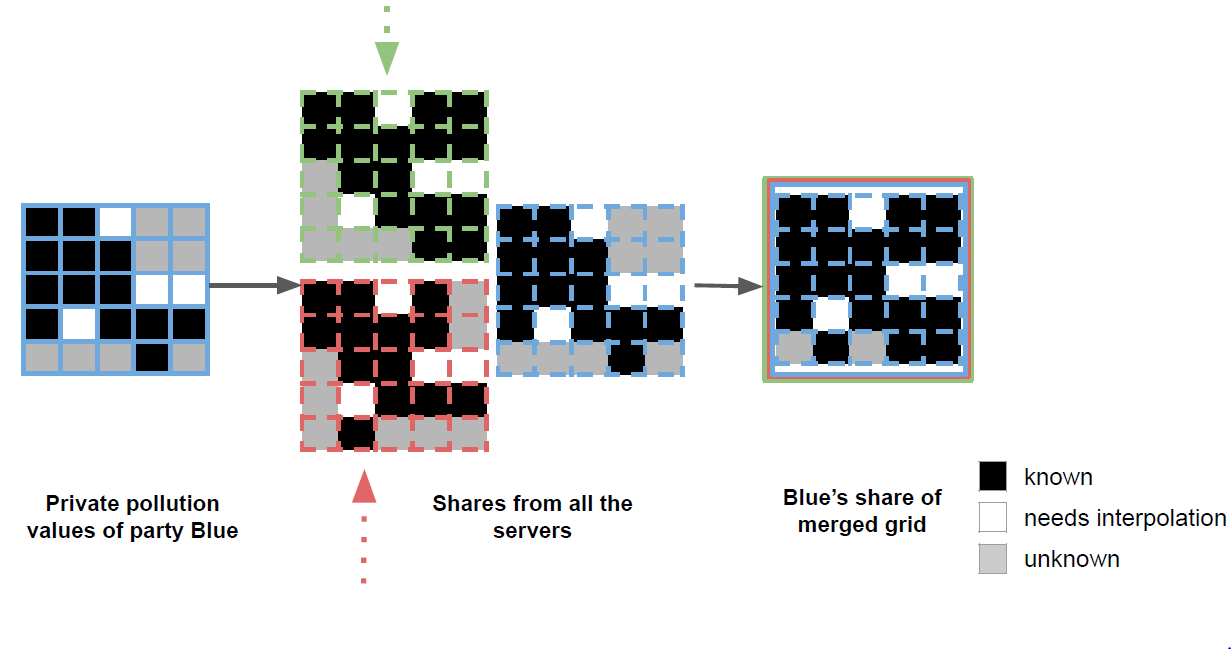 Private pollution
values of party Blue
Shares from all the
servers
Blue's share of
merged grid
known
needs interpolation
unknown